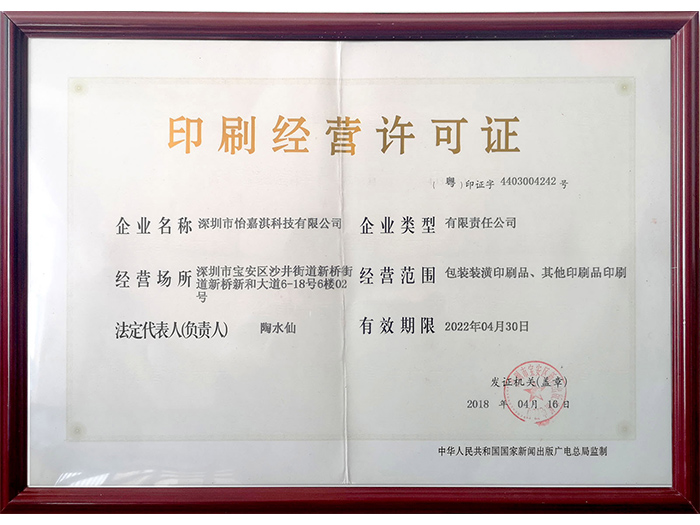 印刷经营许可证
(粤)印证字 4403004242 号
企业名称 深圳市怡嘉淇科技有限公司
企业类型 有限责任公司
经营场所 深圳市宝安区沙井街道新桥街
道新桥新和大道6-18号6楼02
号
经营范围 包装装潢印刷品、其他印刷品印刷
法定代表人(负责人) 陶水仙
有效期限 2022年04月30日
发证机关(盖章)
2018 年 04月 16日
中华人民共和国国家新闻出版广电总局监制